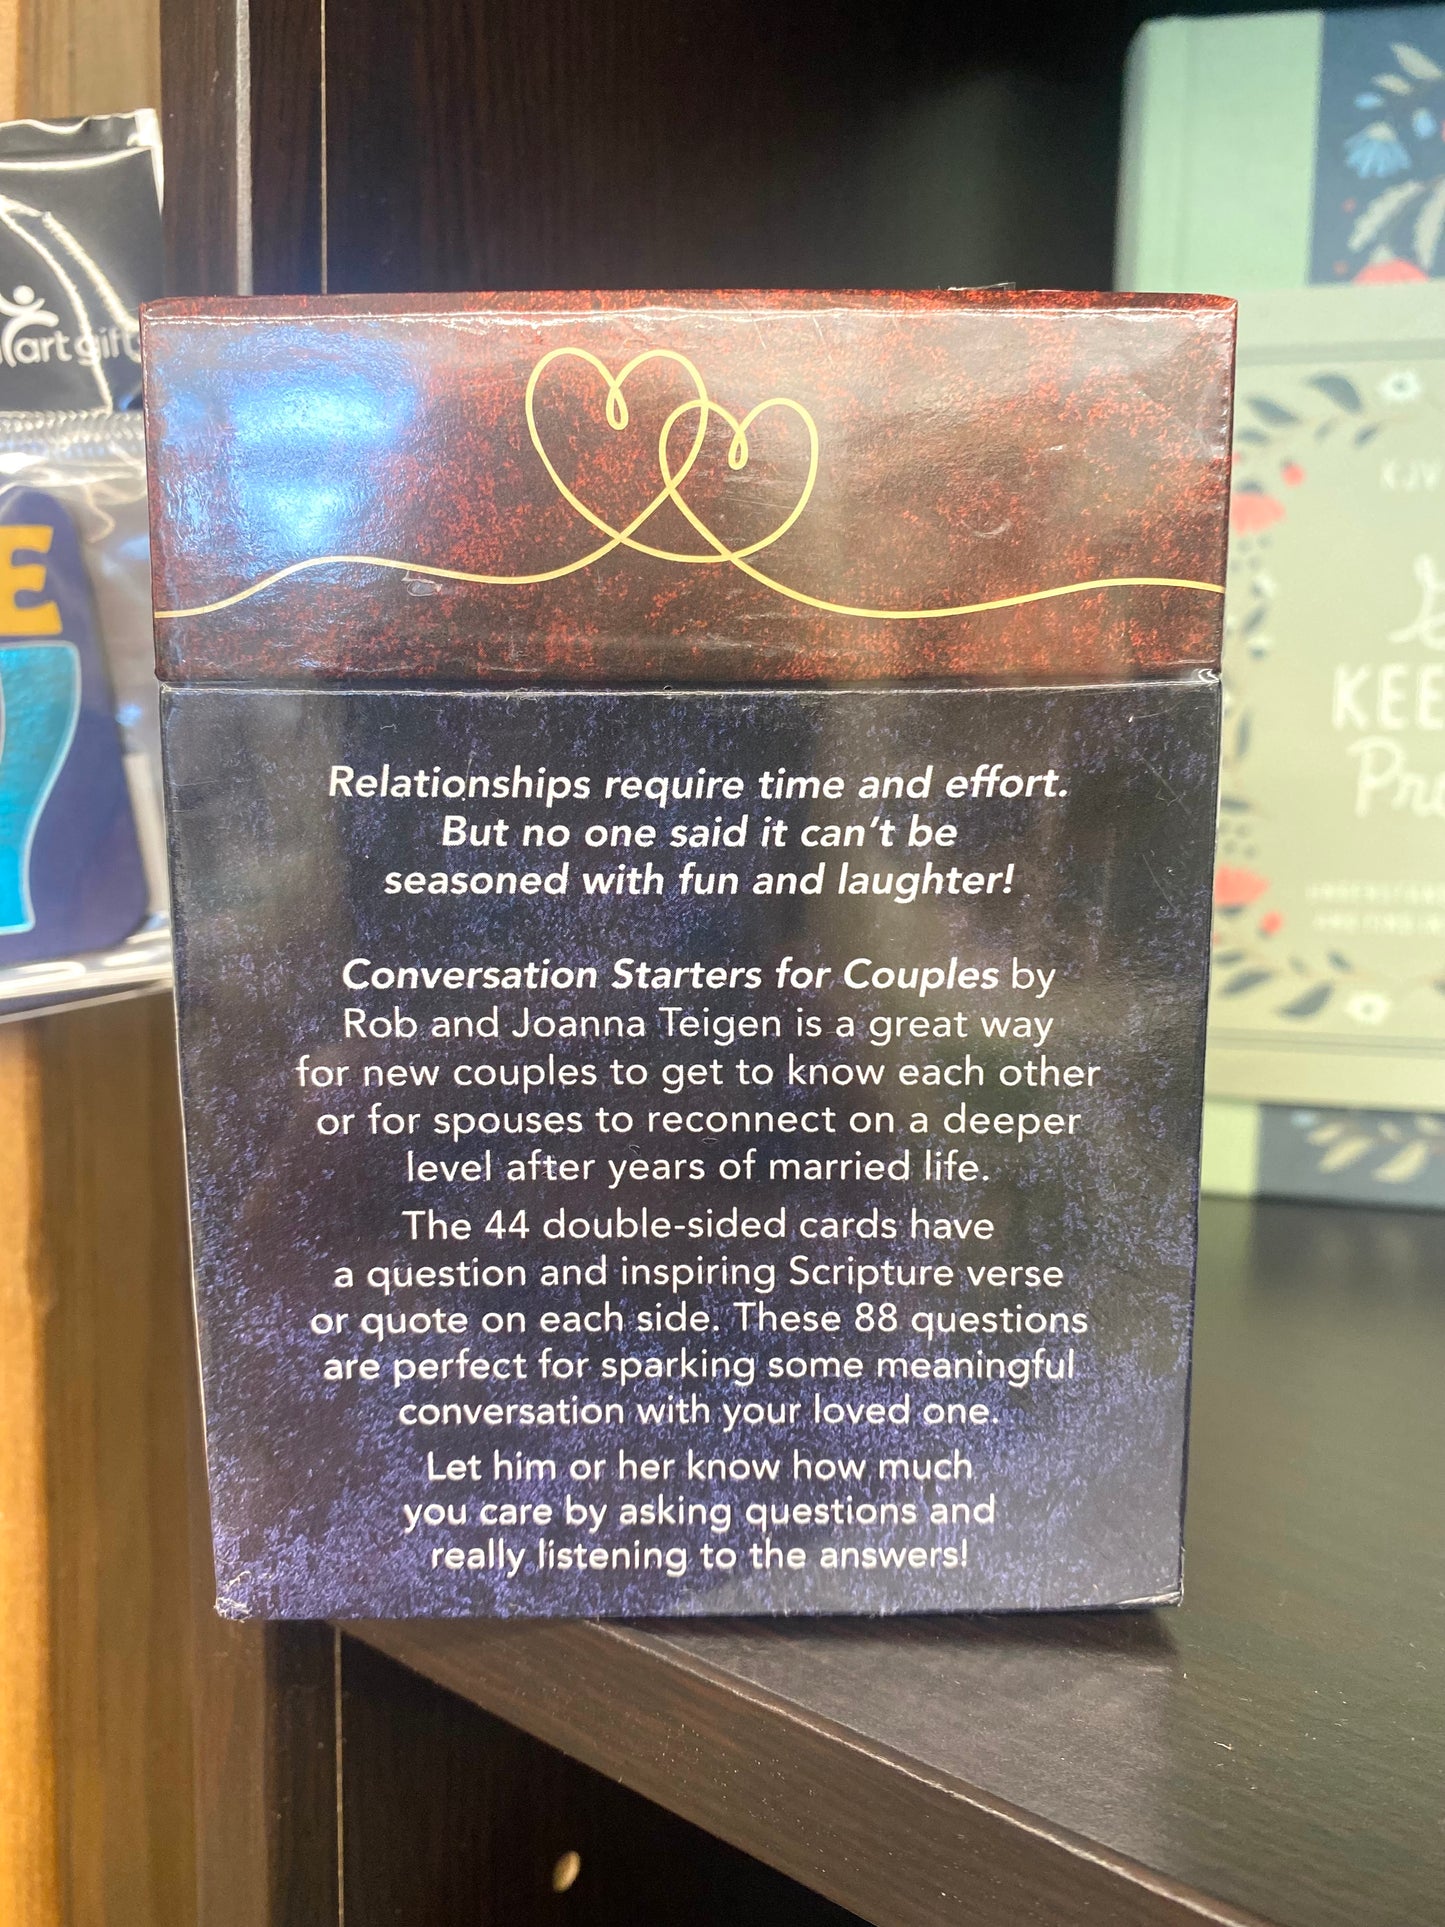 Relationships require time and effort.
But no one said it can't be
seasoned with fun and laughter!
Conversation Starters for Couples by
Rob and Joanna Teigen is a great way
for new couples to get to know each other
or for spouses to reconnect on a deeper
level after years of married life.
The 44 double-sided cards have
a question and inspiring Scripture verse
or quote on each side. These 88 questions
are perfect for sparking some meaningful
conversation with your loved one.
Let him or her know how much
you care by asking questions and
really listening to the answers!
art gift
E
KJV
KEE
Pr